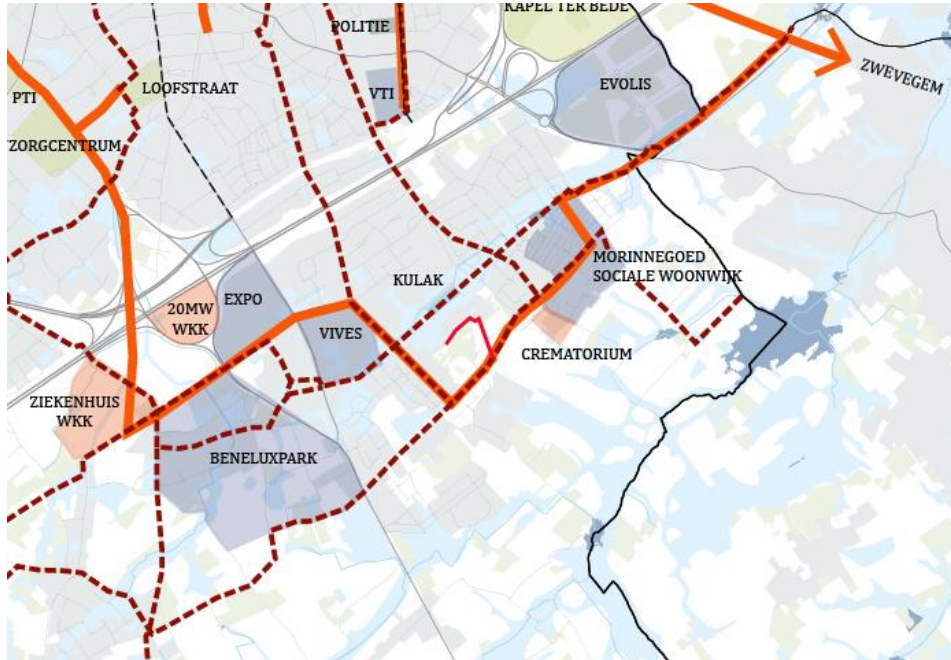 KAPEL TER BEDE
POLITIE
ZWEVEGEM
EVOLIS
LOOFSTRAAT
VTI
PTI
ZORGCENTRUM
MORINNEGOED
SOCIALE WOONWIJK
KULAK
20MW
WKK
EXPO
VIVES
CREMATORIUM
ZIEKENHUIS
WKK
BENELUXPARK